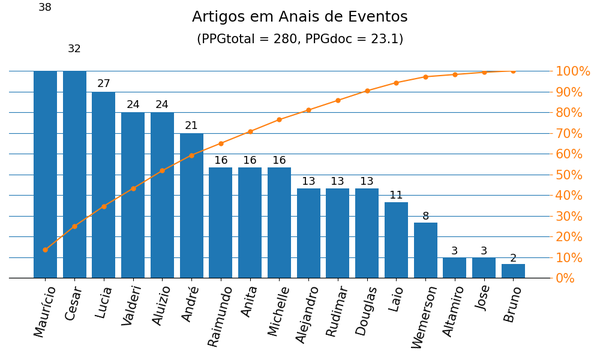 Artigos em Anais de Eventos
(PPGtotal = 280, PPGdoc = 23.1)
38
32
27
24
24
21
16
16
16
13
13
13
11
8
3
3
2
100%
90%
80%
70%
60%
50%
40%
30%
20%
10%
0%
Maurício
Cesar
Lucia
Valderi
Aluizio
André
Raimundo
Anita
Michelle
Alejandro
Rudimar
Douglas
Laio
Wemerson
Altamiro
Jose
Bruno